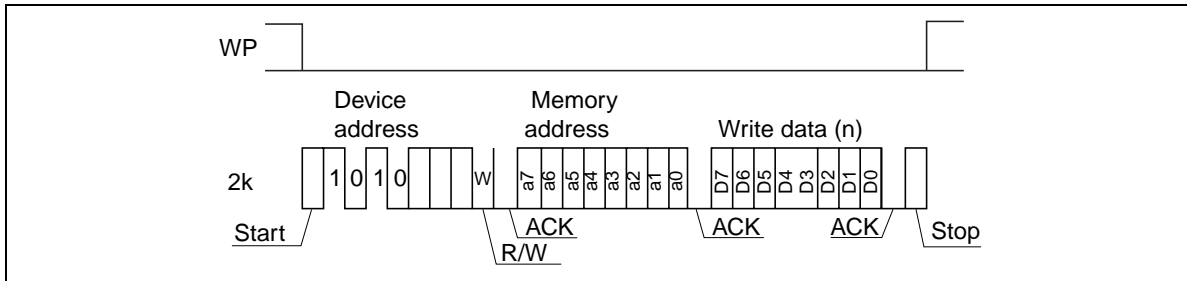 WP
Device address
Memory address
Write data (n)
2k
1 0 1 0
W
a7 a6 a5 a4 a3 a2 a1 a0
D7 D6 D5 D4 D3 D2 D1 D0
Start
ACK
R/W
ACK
ACK
Stop